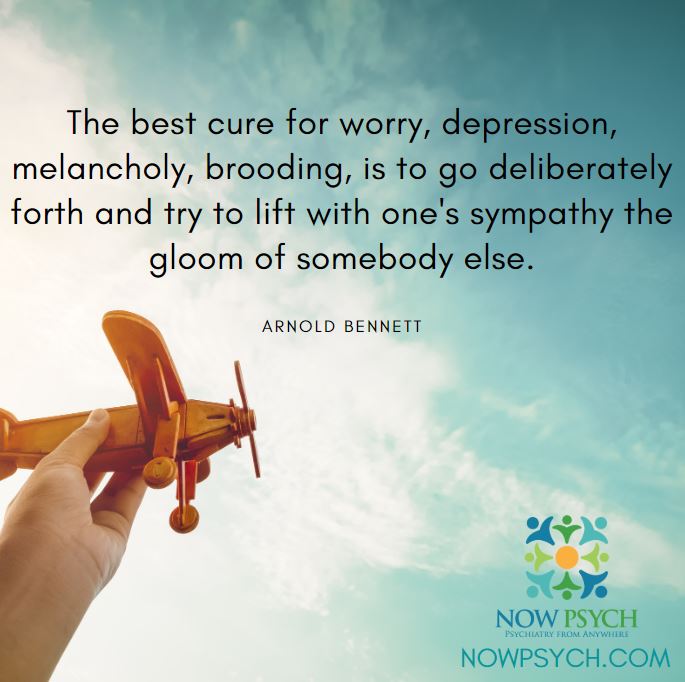 The best cure for worry, depression,
melancholy, brooding, is to go deliberately
forth and try to lift with one's sympathy the
gloom of somebody else.
ARNOLD BENNETT
NOW PSYCH
PSYCHIATRY FROM ANYWHERE
NOWPSYCH.COM